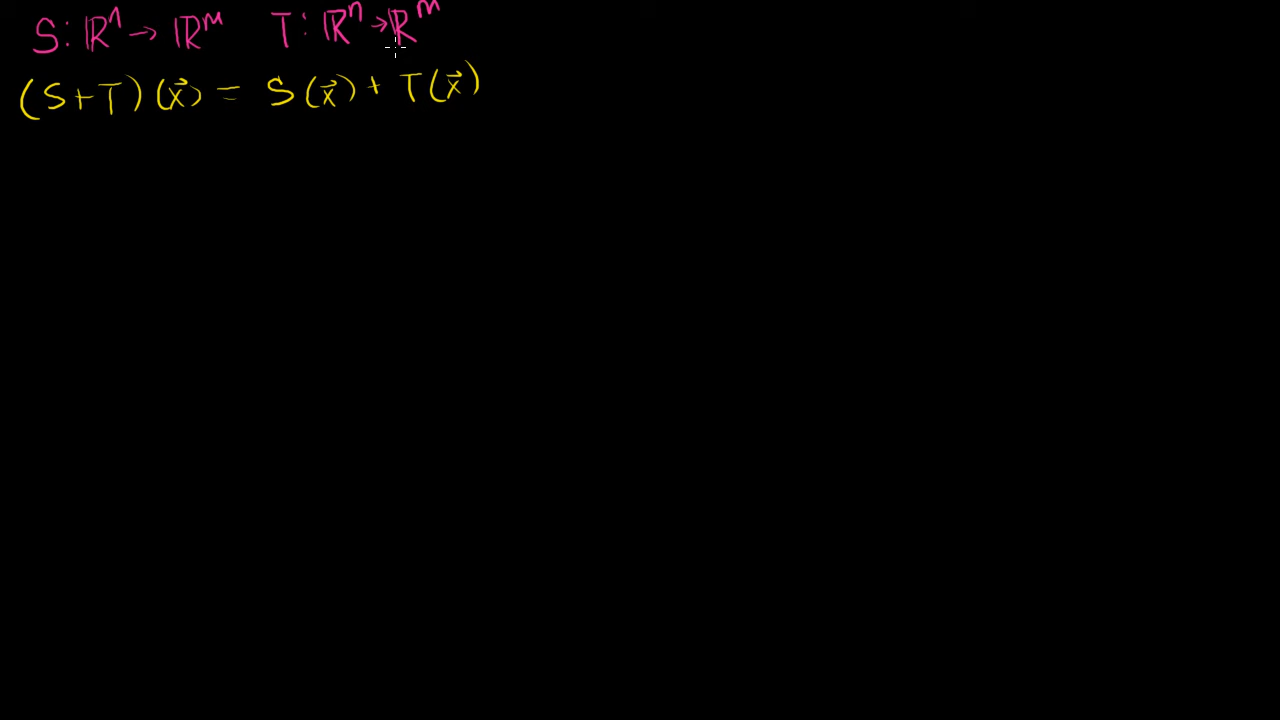 S: ℝⁿ → ℝᵐ T: ℝⁿ → ℝᵐ
(S+T)(x⃗) = S(x⃗) + T(x⃗)